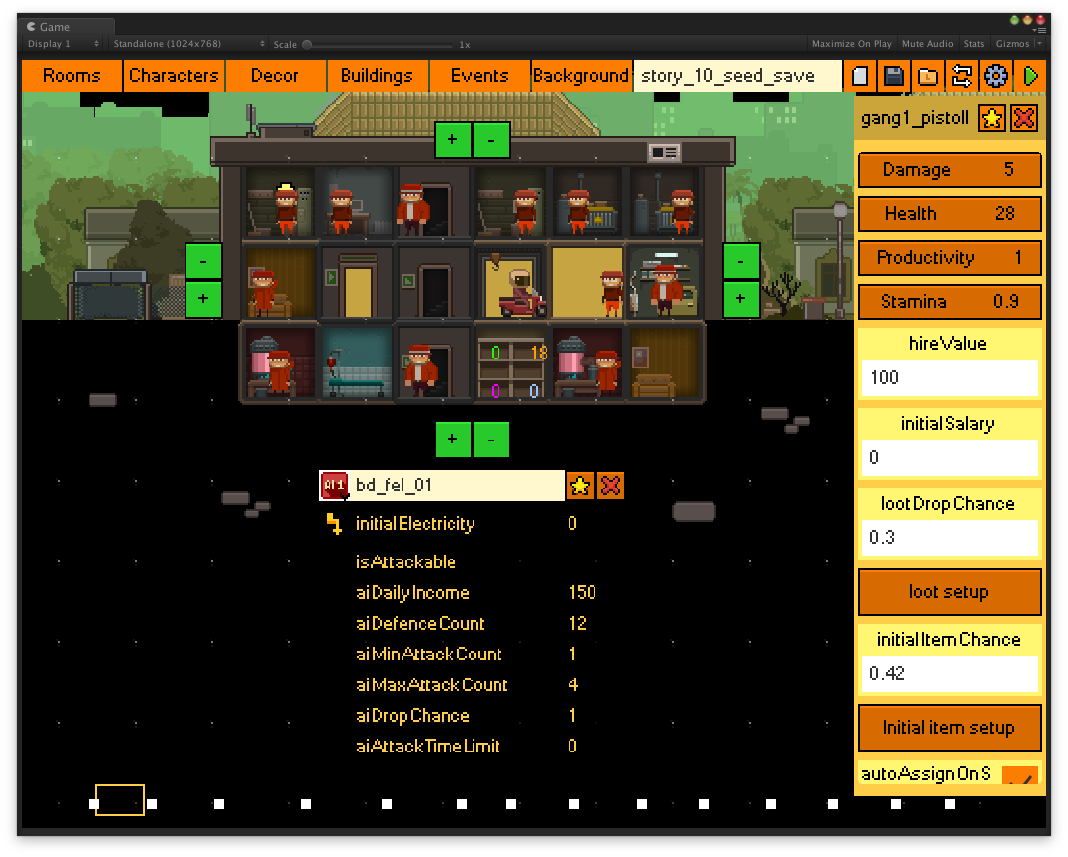 Game
Display 1 Standalone (1024x768) Scale 1x Maximize On Play Mute Audio Stats Gizmos
Rooms Characters Decor Buildings Events Background story_10_seed_save
gang1_pistoll
+ -
Damage 5
Health 28
- -
Productivity 1
+ +
Stamina 0.9
hireValue
0 18
100
0 0
initialSalary
+ -
0
AI 1 bd_fel_01
lootDropChance
initialElectricity 0
0.3
isAttackable
aiDailyIncome 150
loot setup
aiDefenceCount 12
initialItemChance
aiMinAttackCount 1
0.42
aiMaxAttackCount 4
aiDropChance 1
Initial item setup
aiAttackTimeLimit 0
autoAssignOnS